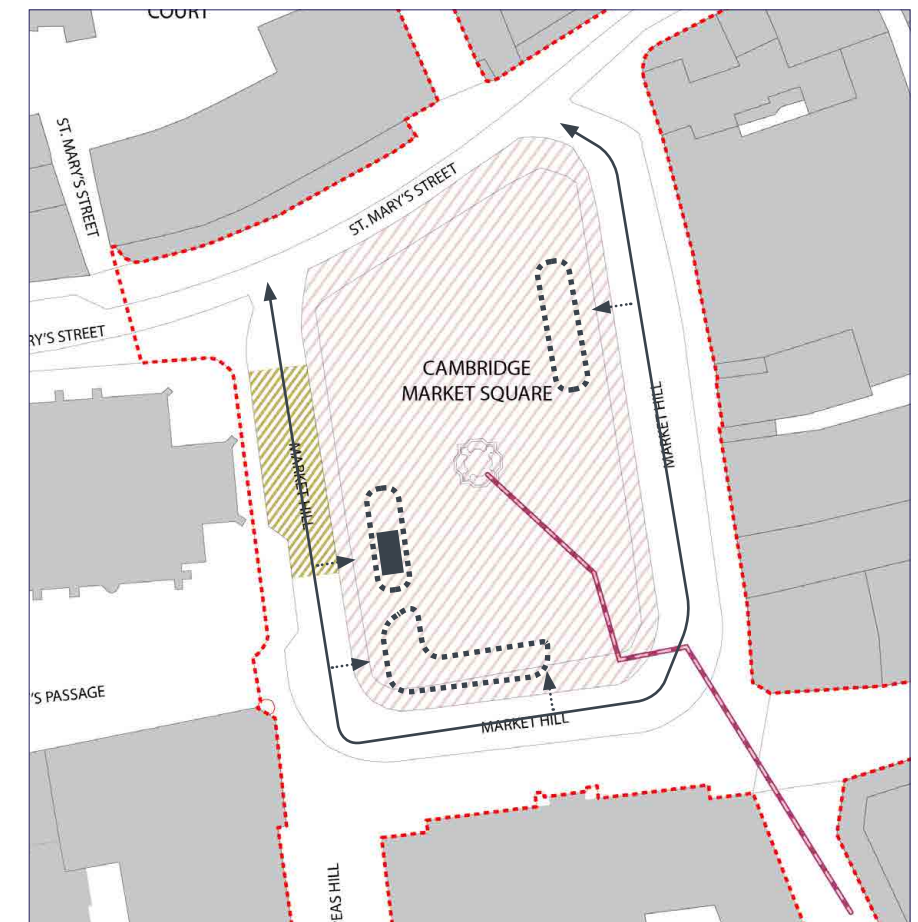 COURT
ST. MARY'S STREET
ST. MARY'S STREET
RY'S STREET
CAMBRIDGE
MARKET SQUARE
MARKET HILL
MARKET HILL
'S PASSAGE
MARKET HILL
EAS HILL